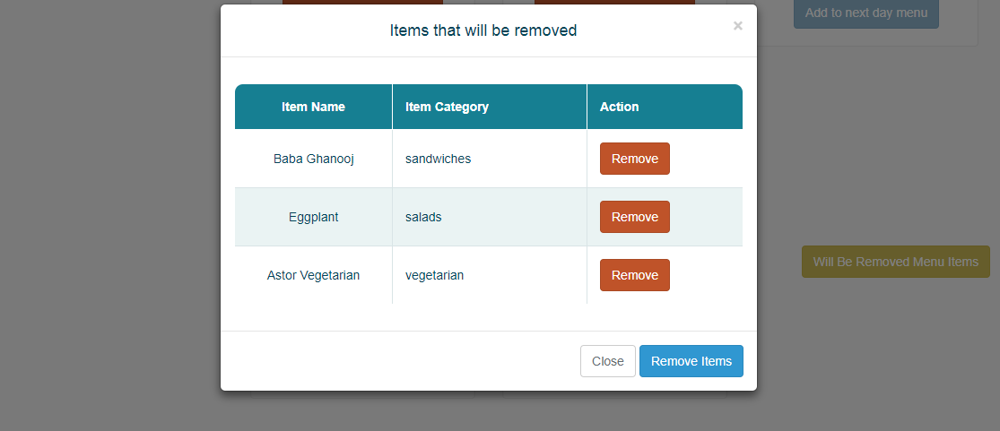 Add to next day menu
Items that will be removed ×
Item Name Item Category Action
Baba Ghanooj sandwiches Remove
Eggplant salads Remove
Astor Vegetarian vegetarian Remove
Will Be Removed Menu Items
Close Remove Items